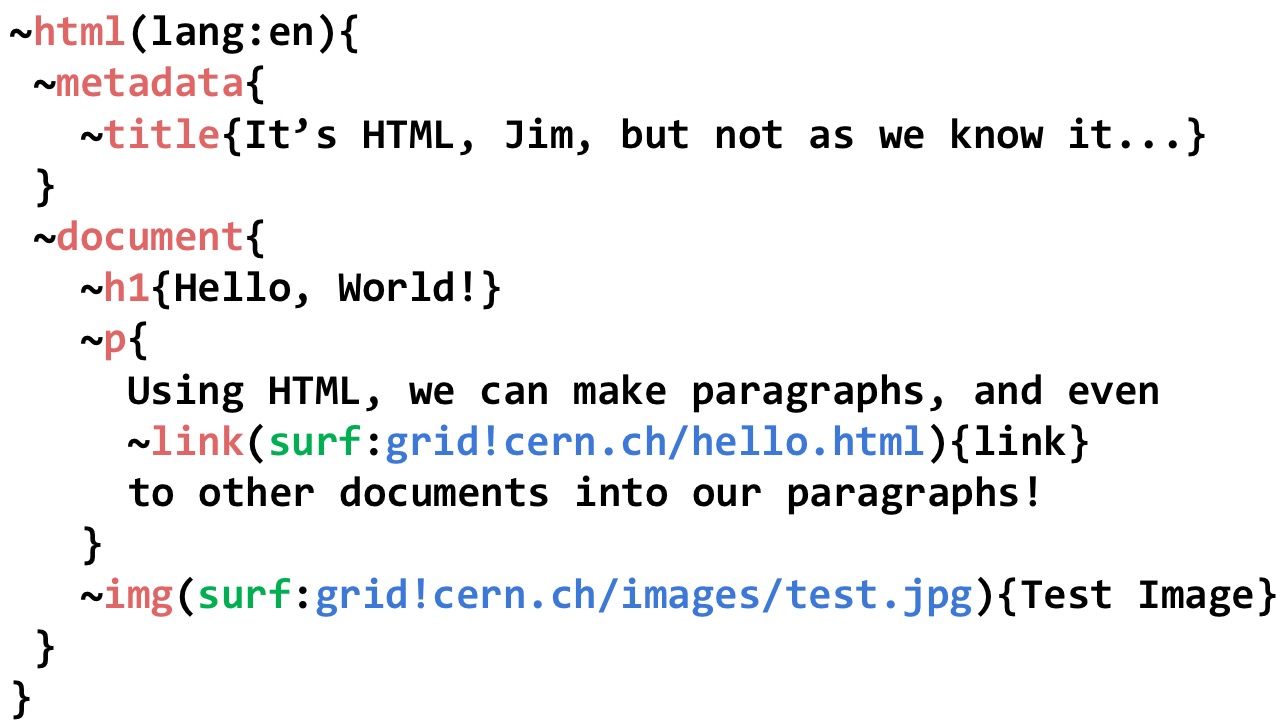 ~html(lang:en){
~metadata{
~title{It’s HTML, Jim, but not as we know it...}
}
~document{
~h1{Hello, World!}
~p{
Using HTML, we can make paragraphs, and even
~link(surf:grid!cern.ch/hello.html){link}
to other documents into our paragraphs!
}
~img(surf:grid!cern.ch/images/test.jpg){Test Image}
}
}